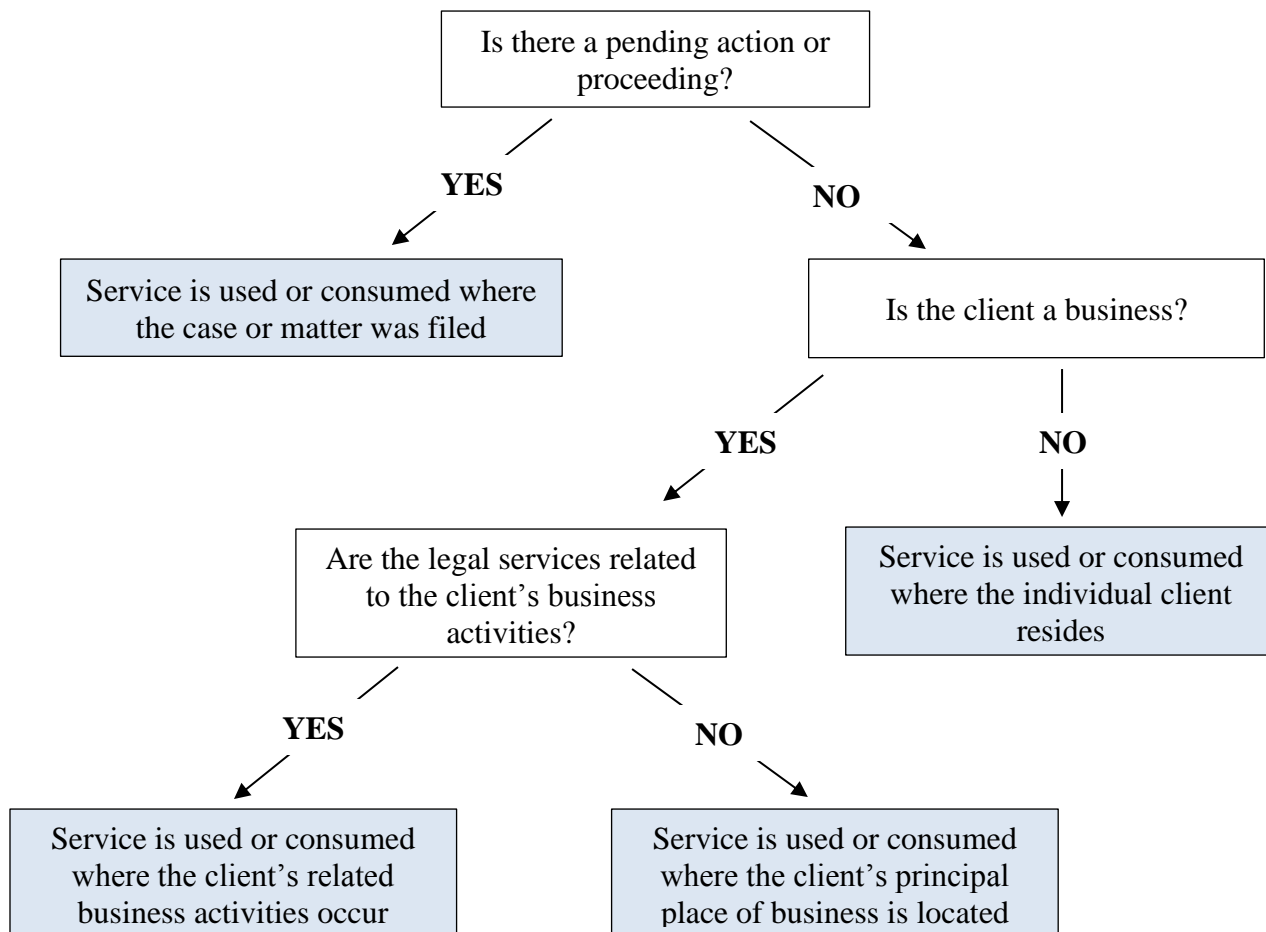 Is there a pending action or
proceeding?
YES
NO
Service is used or consumed where
the case or matter was filed
Is the client a business?
YES
NO
Are the legal services related
to the client’s business
activities?
Service is used or consumed
where the individual client
resides
YES
NO
Service is used or consumed
where the client’s related
business activities occur
Service is used or consumed
where the client’s principal
place of business is located